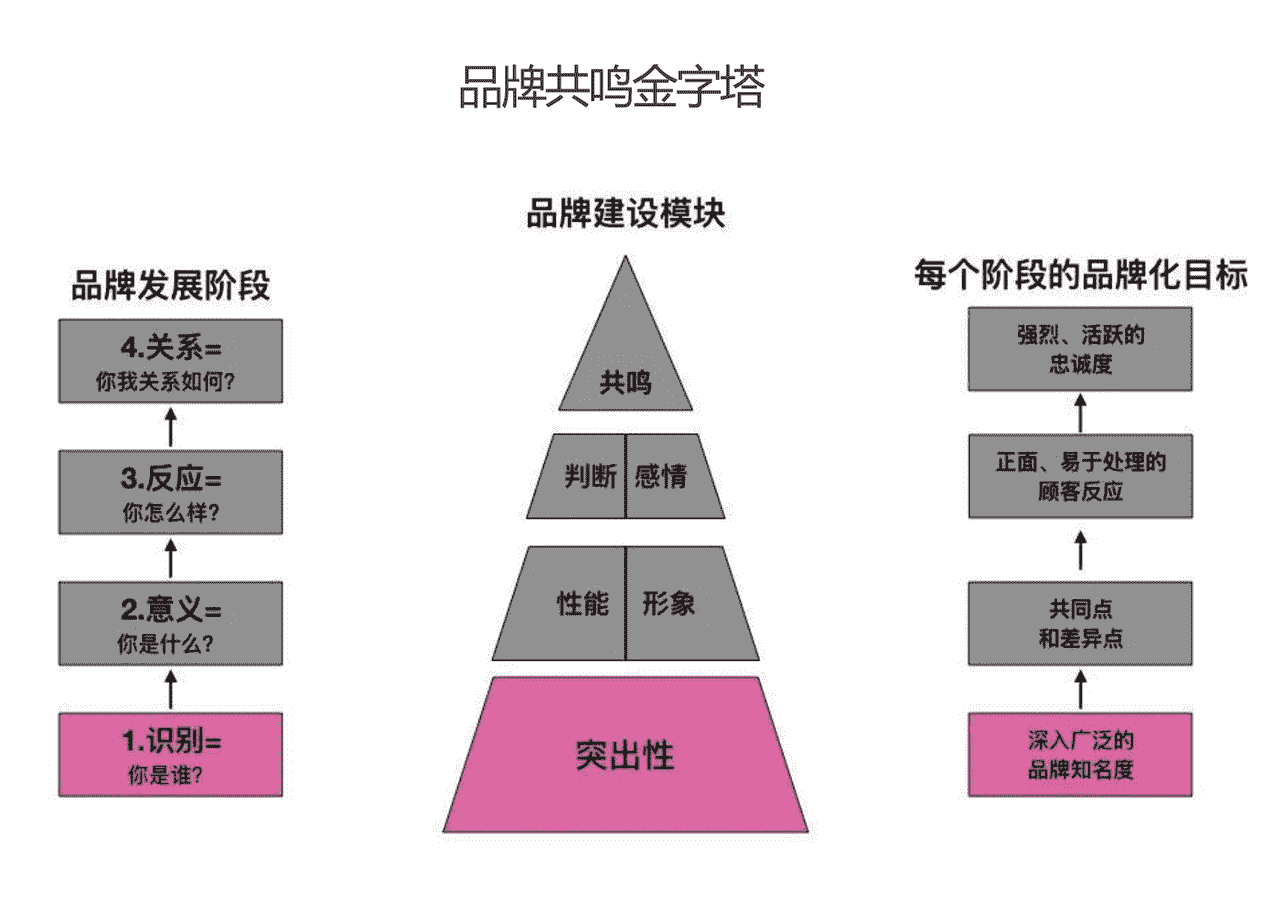 品牌共鸣金字塔
品牌建设模块
品牌发展阶段
每个阶段的品牌化目标
4.关系=
你我关系如何?
3.反应=
你怎么样?
2.意义=
你是什么?
1.识别=
你是谁?
共鸣
判断
感情
性能
形象
突出性
强烈、活跃的
忠诚度
正面、易于处理的
顾客反应
共同点
和差异点
深入广泛的
品牌知名度